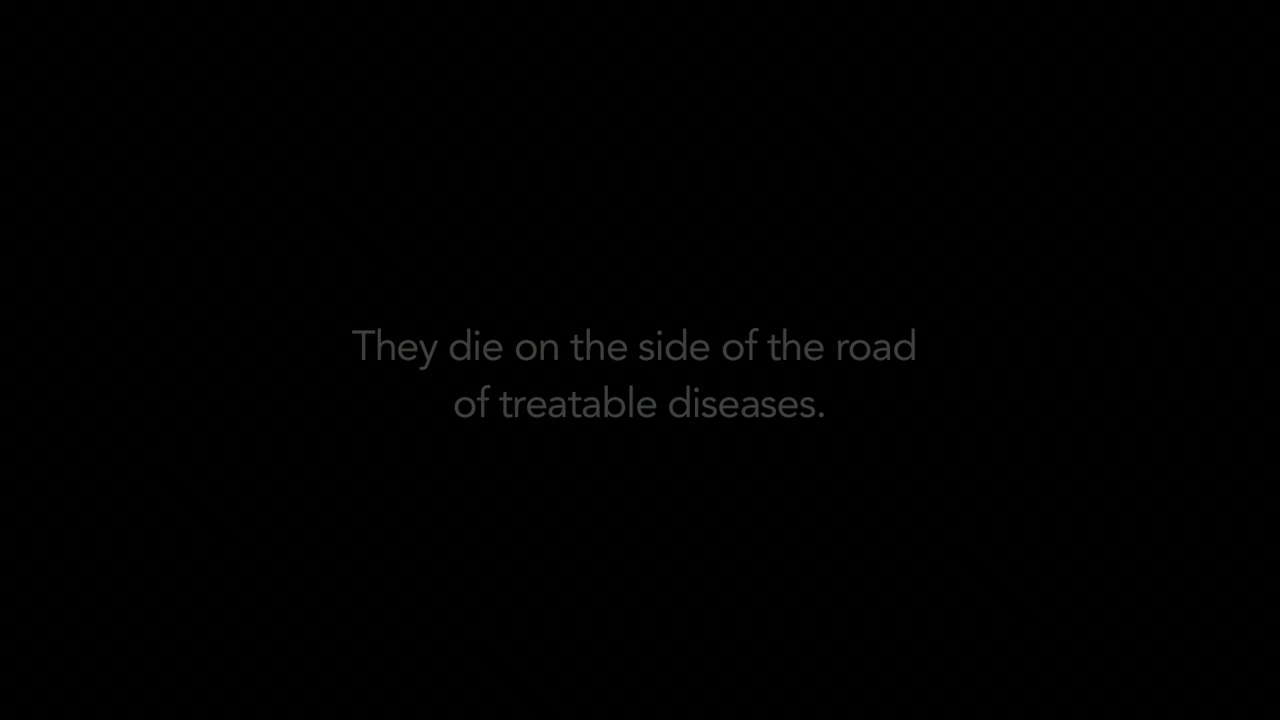 They die on the side of the road
of treatable diseases.